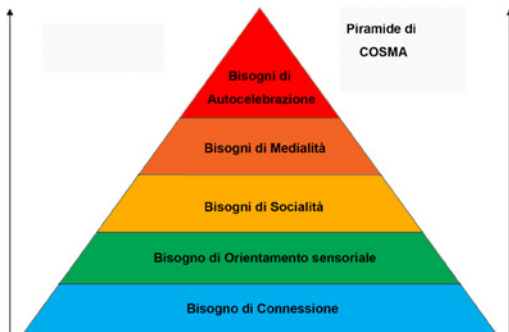 Piramide di
COSMA
Bisogni di
Autocelebrazione
Bisogni di Medialità
Bisogni di Socialità
Bisogno di Orientamento sensoriale
Bisogno di Connessione